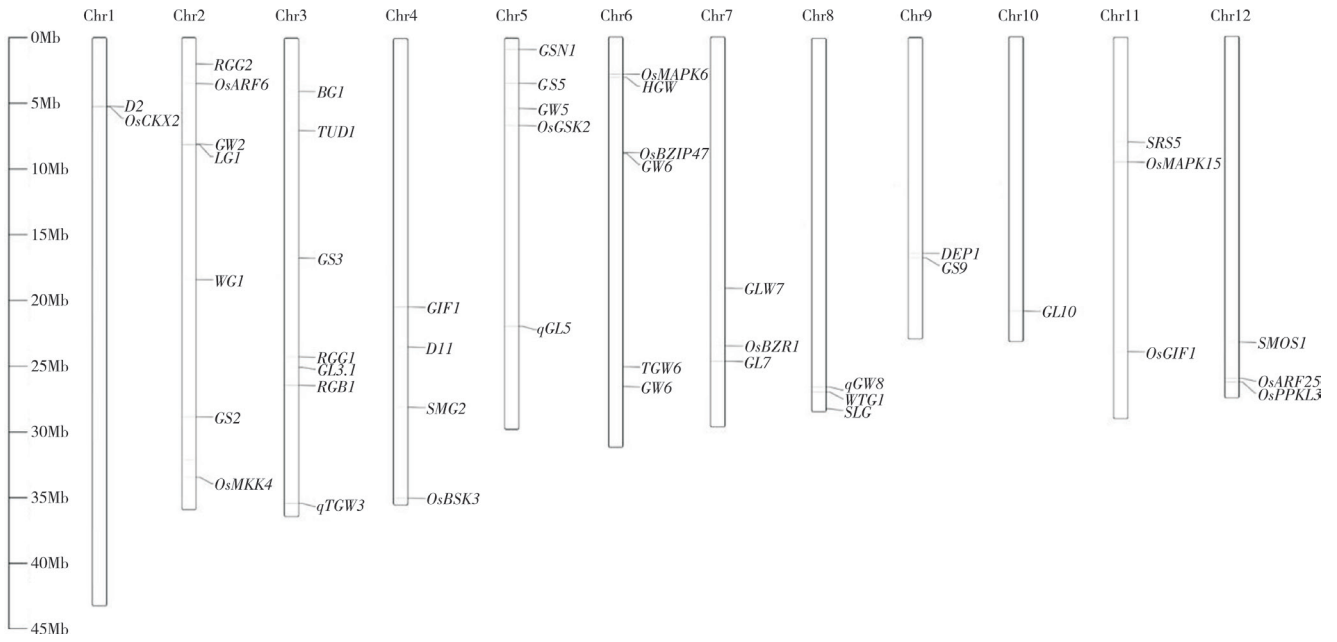 Chr1 Chr2 Chr3 Chr4 Chr5 Chr6 Chr7 Chr8 Chr9 Chr10 Chr11 Chr12
0Mb
5Mb
10Mb
15Mb
20Mb
25Mb
30Mb
35Mb
40Mb
45Mb
D2
OsCKX2
RGG2
OsARF6
GW2
LG1
WG1
GS2
OsMKK4
BG1
TUD1
GS3
RGG1
GL3.1
RGB1
qTGW3
GIF1
D11
SMG2
OsBSK3
GSN1
GS5
GW5
OsGSK2
qGL5
OsMAPK6
HGW
OsBZIP47
GW6
TGW6
GW6
GLW7
OsBZR1
GL7
qGW8
WTG1
SLG
DEP1
GS9
GL10
SRS5
OsMAPK15
OsGIF1
SMOS1
OsARF25
OsPPKL3